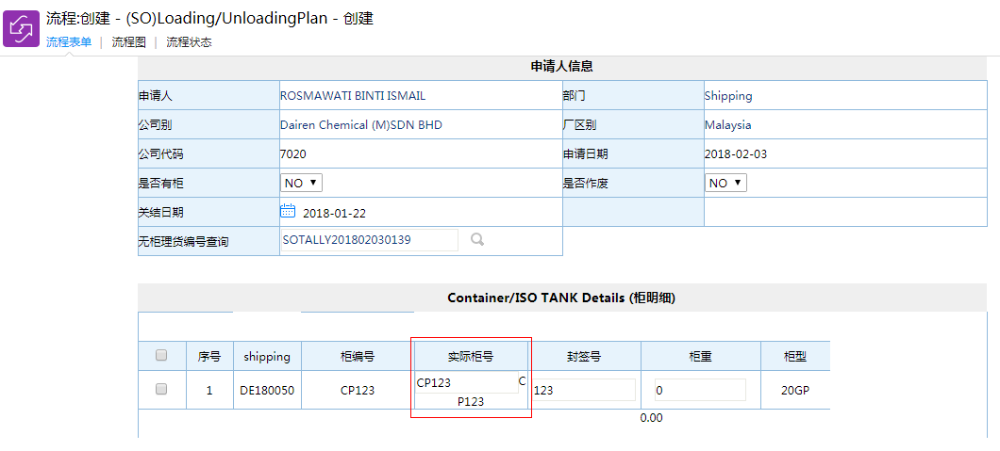 流程:创建 - (SO)Loading/UnloadingPlan - 创建
流程表单 | 流程图 | 流程状态
申请人信息
申请人 ROSMAWATI BINTI ISMAIL 部门 Shipping
公司别 Dairen Chemical (M)SDN BHD 厂区别 Malaysia
公司代码 7020 申请日期 2018-02-03
是否有柜 NO 是否作废 NO
关结日期 2018-01-22
无柜理货编号查询 SOTALLY201802030139
Container/ISO TANK Details (柜明细)
序号 shipping 柜编号 实际柜号 封签号 柜重 柜型
1 DE180050 CP123 CP123 C 123 0 20GP
P123
0.00